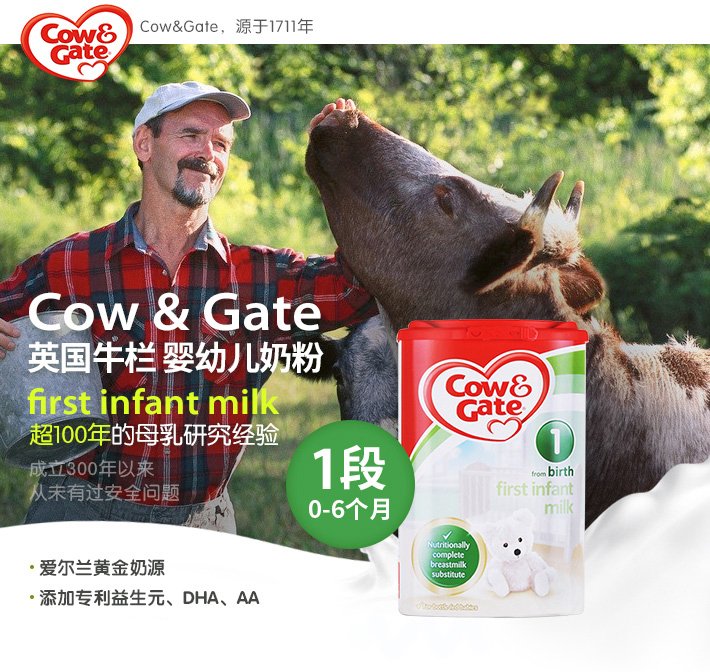 Cow&
Gate
Cow&Gate，源于1711年
Cow & Gate
英国牛栏 婴幼儿奶粉
first infant milk
超100年的母乳研究经验
成立300年以来
从未有过安全问题
1段
0-6个月
Cow&
Gate
1
from birth
first infant
milk
✓
Nutritionally
complete
breastmilk
substitute
For bottle-fed babies
· 爱尔兰黄金奶源
· 添加专利益生元、DHA、AA